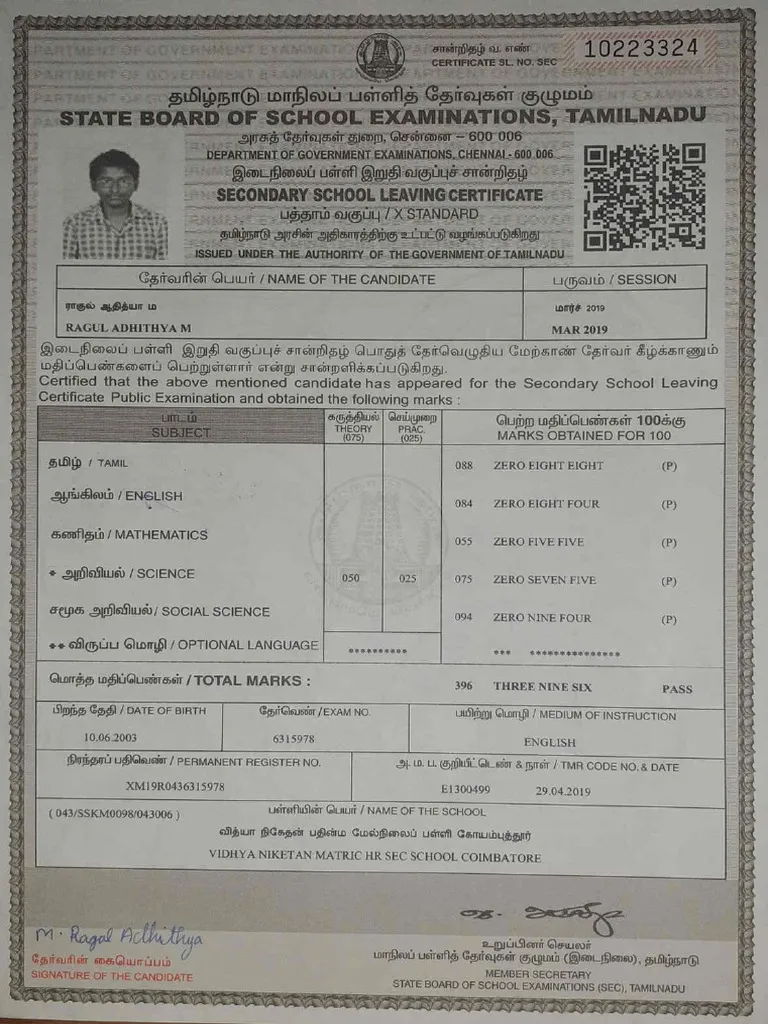 சான்றிதழ் வ. எண்
CERTIFICATE SL. NO. SEC
10223324
தமிழ்நாடு மாநிலப் பள்ளித் தேர்வுகள் குழுமம்
STATE BOARD OF SCHOOL EXAMINATIONS, TAMILNADU
அரசுத் தேர்வுகள் துறை, சென்னை – 600 006
DEPARTMENT OF GOVERNMENT EXAMINATIONS, CHENNAI - 600 006
இடைநிலைப் பள்ளி இறுதி வகுப்புச் சான்றிதழ்
SECONDARY SCHOOL LEAVING CERTIFICATE
பத்தாம் வகுப்பு / X STANDARD
தமிழ்நாடு அரசின் அதிகாரத்திற்கு உட்பட்டு வழங்கப்படுகிறது
ISSUED UNDER THE AUTHORITY OF THE GOVERNMENT OF TAMILNADU
தேர்வரின் பெயர் / NAME OF THE CANDIDATE பருவம் / SESSION
ராகுல் ஆதித்யா ம மார்ச் 2019
RAGUL ADHITHYA M MAR 2019
இடைநிலைப் பள்ளி இறுதி வகுப்புச் சான்றிதழ் பொதுத் தேர்வெழுதிய மேற்காண் தேர்வர் கீழ்க்காணும்
மதிப்பெண்களைப் பெற்றுள்ளார் என்று சான்றளிக்கப்படுகிறது.
Certified that the above mentioned candidate has appeared for the Secondary School Leaving
Certificate Public Examination and obtained the following marks :
பாடம் கருத்தியல் செய்முறை பெற்ற மதிப்பெண்கள் 100க்கு
SUBJECT THEORY (075) PRAC. (025) MARKS OBTAINED FOR 100
தமிழ் / TAMIL 088 ZERO EIGHT EIGHT (P)
ஆங்கிலம் / ENGLISH 084 ZERO EIGHT FOUR (P)
கணிதம் / MATHEMATICS 055 ZERO FIVE FIVE (P)
* அறிவியல் / SCIENCE 050 025 075 ZERO SEVEN FIVE (P)
சமூக அறிவியல் / SOCIAL SCIENCE 094 ZERO NINE FOUR (P)
** விருப்ப மொழி / OPTIONAL LANGUAGE ********** *** ***************
மொத்த மதிப்பெண்கள் / TOTAL MARKS : 396 THREE NINE SIX PASS
பிறந்த தேதி / DATE OF BIRTH தேர்வெண் / EXAM NO. பயிற்று மொழி / MEDIUM OF INSTRUCTION
10.06.2003 6315978 ENGLISH
நிரந்தரப் பதிவெண் / PERMANENT REGISTER NO. அ. ம. ப. குறியீட்டெண் & நாள் / TMR CODE NO. & DATE
XM19R0436315978 E1300499 29.04.2019
( 043/SSKM0098/043006 ) பள்ளியின் பெயர் / NAME OF THE SCHOOL
வித்யா நிகேதன் பதின்ம மேல்நிலைப் பள்ளி கோயம்புத்தூர்
VIDHYA NIKETAN MATRIC HR SEC SCHOOL COIMBATORE
M. Ragul Adhithya
தேர்வரின் கையொப்பம்
SIGNATURE OF THE CANDIDATE
உறுப்பினர் செயலர்
மாநிலப் பள்ளித் தேர்வுகள் குழுமம் (இடைநிலை), தமிழ்நாடு
MEMBER SECRETARY
STATE BOARD OF SCHOOL EXAMINATIONS (SEC), TAMILNADU